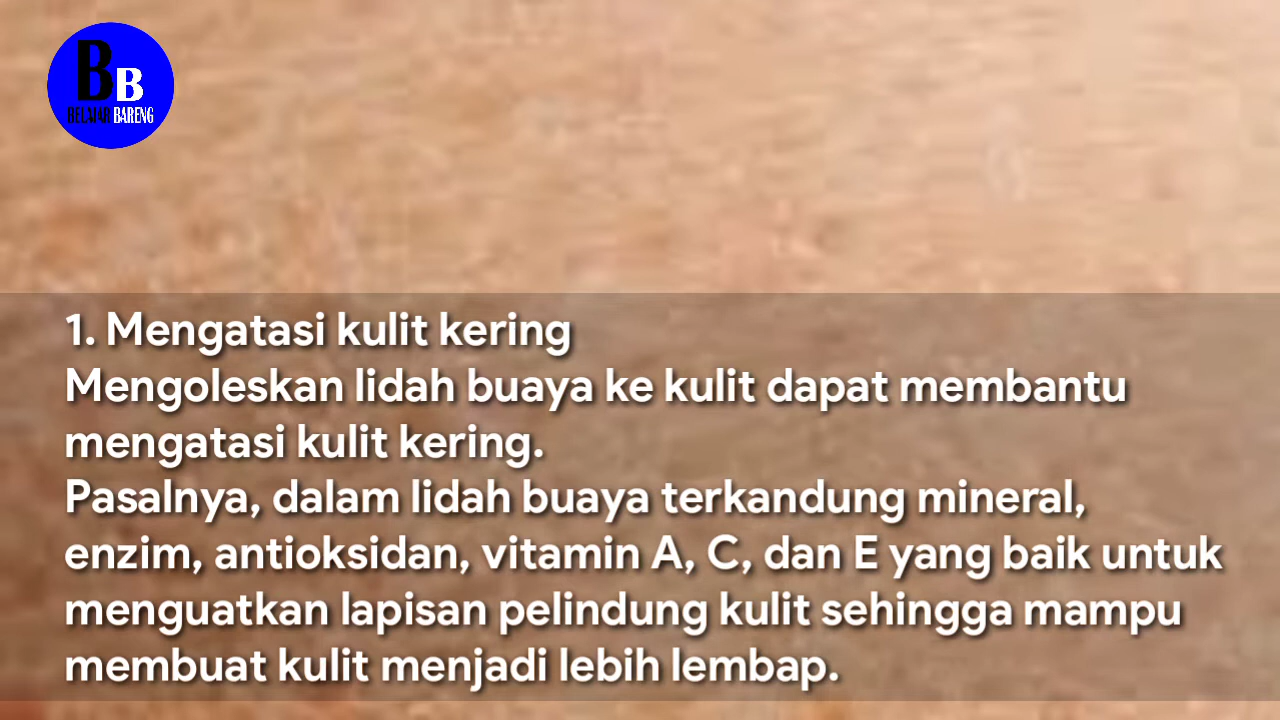 BB
BELAJAR BARENG
1. Mengatasi kulit kering
Mengoleskan lidah buaya ke kulit dapat membantu
mengatasi kulit kering.
Pasalnya, dalam lidah buaya terkandung mineral,
enzim, antioksidan, vitamin A, C, dan E yang baik untuk
menguatkan lapisan pelindung kulit sehingga mampu
membuat kulit menjadi lebih lembap.